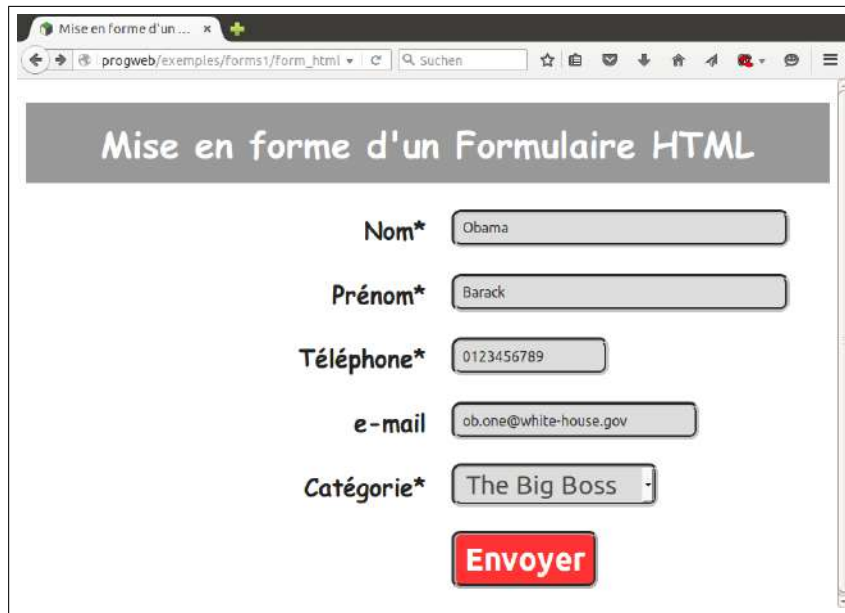 Mise en forme d'un ...
progweb/exemples/forms1/form_html
Suchen
Mise en forme d'un Formulaire HTML
Nom* Obama
Prénom* Barack
Téléphone* 0123456789
e-mail ob.one@white-house.gov
Catégorie* The Big Boss
Envoyer